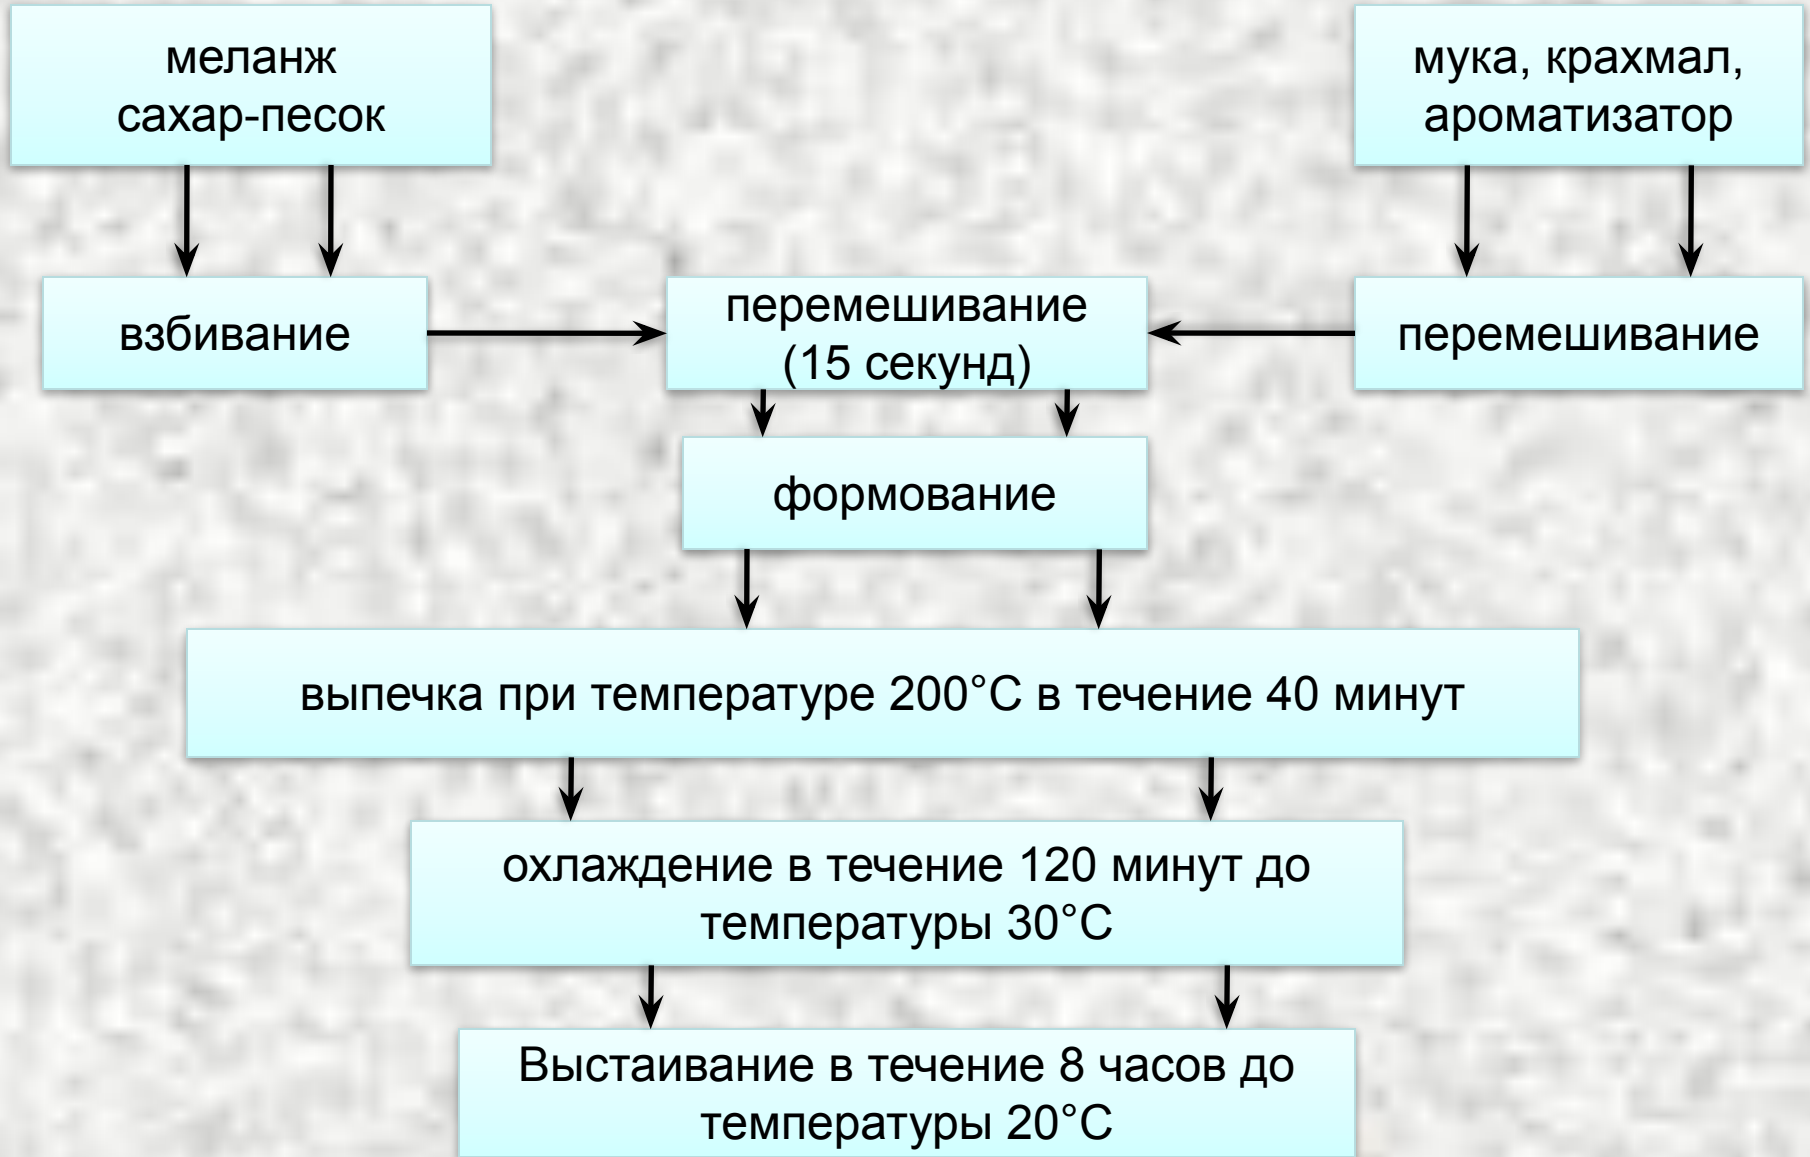 меланж
сахар-песок
мука, крахмал,
ароматизатор
взбивание
перемешивание
(15 секунд)
перемешивание
формование
выпечка при температуре 200°С в течение 40 минут
охлаждение в течение 120 минут до
температуры 30°С
Выстаивание в течение 8 часов до
температуры 20°С